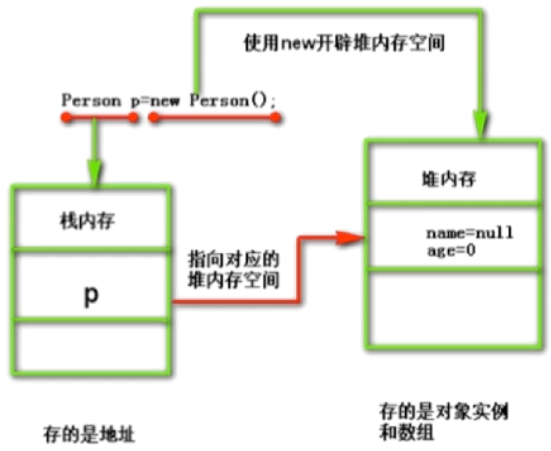 使用new开辟堆内存空间
Person p=new Person();
栈内存
堆内存
name=null
age=0
指向对应的
堆内存空间
p
存的是地址
存的是对象实例
和数组